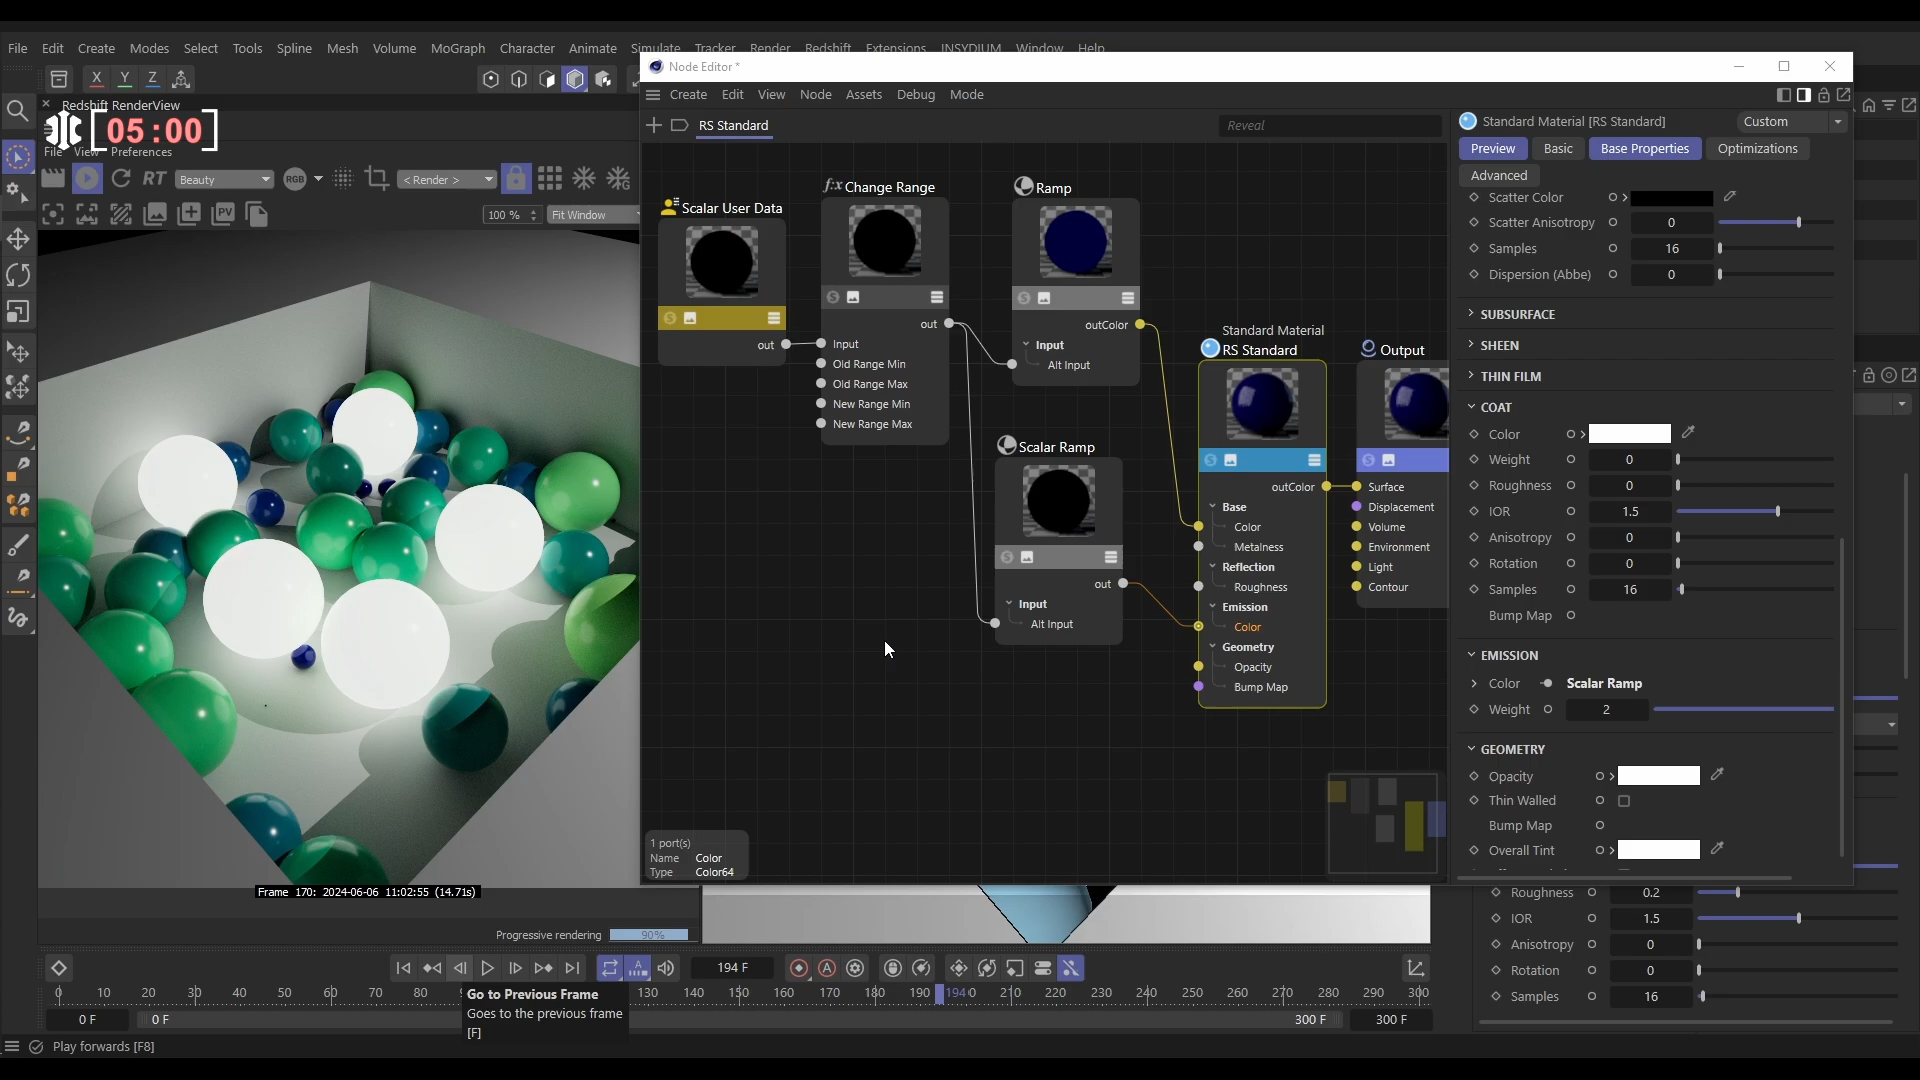 File Edit Create Modes Select Tools Spline Mesh Volume MoGraph Character Animate Simulate Tracker Render Redshift Extensions INSYDIUM Window Help
Node Editor *
X Y Z
Create Edit View Node Assets Debug Mode
Redshift RenderView
[05:00]
File View Preferences
RT Beauty RGB < Render >
PV 100 % Fit Window
RS Standard
Reveal
Scalar User Data
out
Change Range
out
Input
Old Range Min
Old Range Max
New Range Min
New Range Max
Ramp
outColor
Input
Alt Input
Scalar Ramp
out
Input
Alt Input
Standard Material
RS Standard
outColor
Base
Color
Metalness
Reflection
Roughness
Emission
Color
Geometry
Opacity
Bump Map
Output
Surface
Displacement
Volume
Environment
Light
Contour
1 port(s)
Name Color
Type Color64
Standard Material [RS Standard] Custom
Preview Basic Base Properties Optimizations
Advanced
Scatter Color
Scatter Anisotropy 0
Samples 16
Dispersion (Abbe) 0
SUBSURFACE
SHEEN
THIN FILM
COAT
Color
Weight 0
Roughness 0
IOR 1.5
Anisotropy 0
Rotation 0
Samples 16
Bump Map
EMISSION
Color Scalar Ramp
Weight 2
GEOMETRY
Opacity
Thin Walled
Bump Map
Overall Tint
Roughness 0.2
IOR 1.5
Anisotropy 0
Rotation 0
Samples 16
Frame 170: 2024-06-06 11:02:55 (14.71s)
Progressive rendering 90%
194 F
0 10 20 30 40 50 60 70 80 130 140 150 160 170 180 190 194 0 210 220 230 240 250 260 270 280 290 300
Go to Previous Frame
Goes to the previous frame
[F]
0 F 0 F 300 F 300 F
Play forwards [F8]